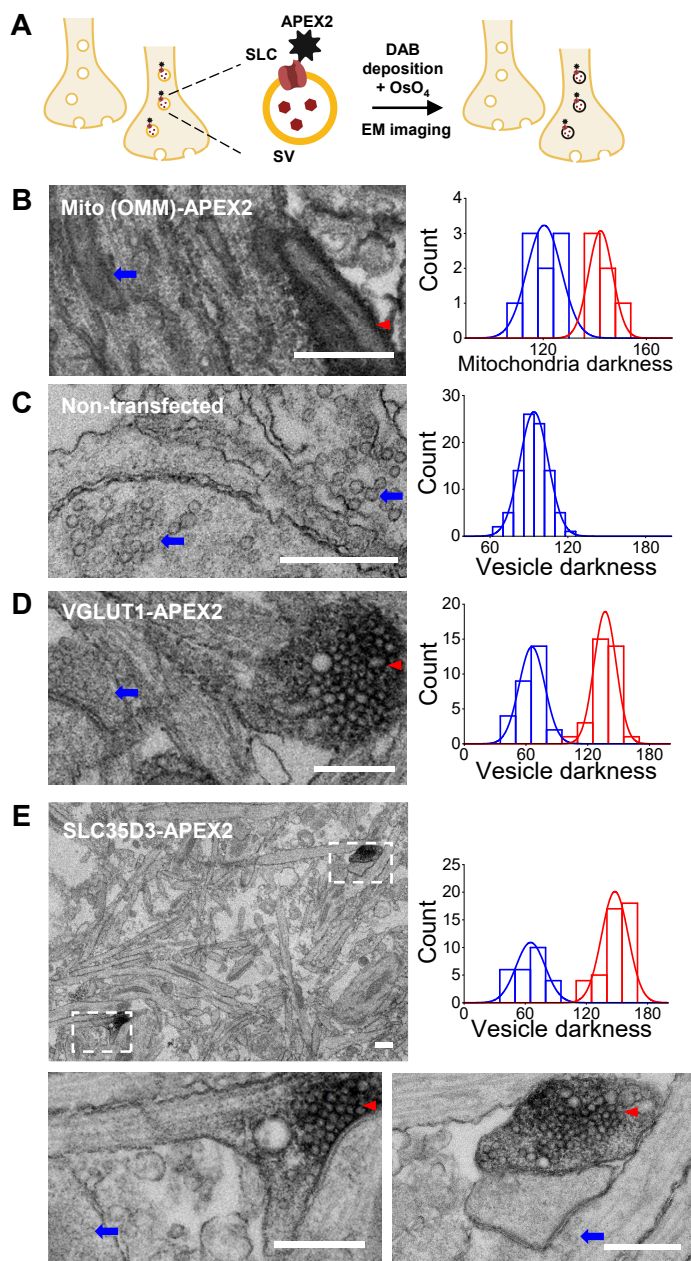 A
APEX2
SLC
SV
DAB
deposition
+ OsO₄
EM imaging
B
Mito (OMM)-APEX2
Count
4
3
2
1
0
120
160
Mitochondria darkness
C
Non-transfected
Count
30
20
10
0
60
120
180
Vesicle darkness
D
VGLUT1-APEX2
Count
20
15
10
5
0
0
60
120
180
Vesicle darkness
E
SLC35D3-APEX2
Count
25
20
15
10
5
0
0
60
120
180
Vesicle darkness